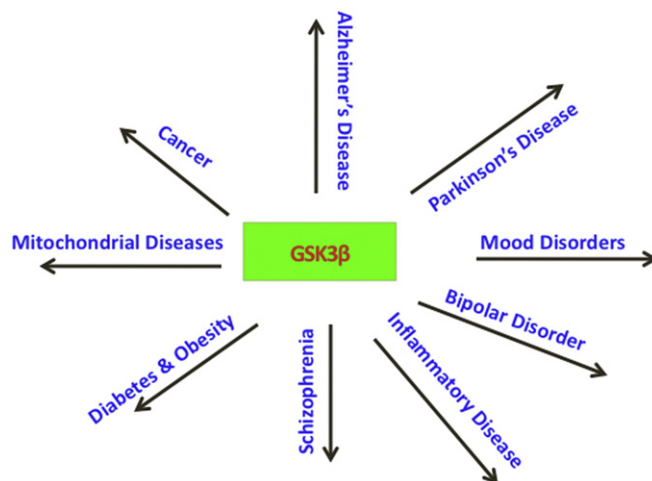 Alzheimer's Disease
Cancer
Parkinson's Disease
Mitochondrial Diseases
GSK3β
Mood Disorders
Bipolar Disorder
Diabetes & Obesity
Schizophrenia
Inflammatory Disease